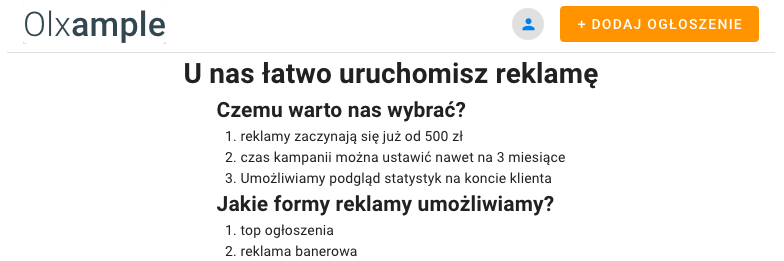 Olxample
+ DODAJ OGŁOSZENIE
U nas łatwo uruchomisz reklamę
Czemu warto nas wybrać?
1. reklamy zaczynają się już od 500 zł
2. czas kampanii można ustawić nawet na 3 miesiące
3. Umożliwiamy podgląd statystyk na koncie klienta
Jakie formy reklamy umożliwiamy?
1. top ogłoszenia
2. reklama banerowa